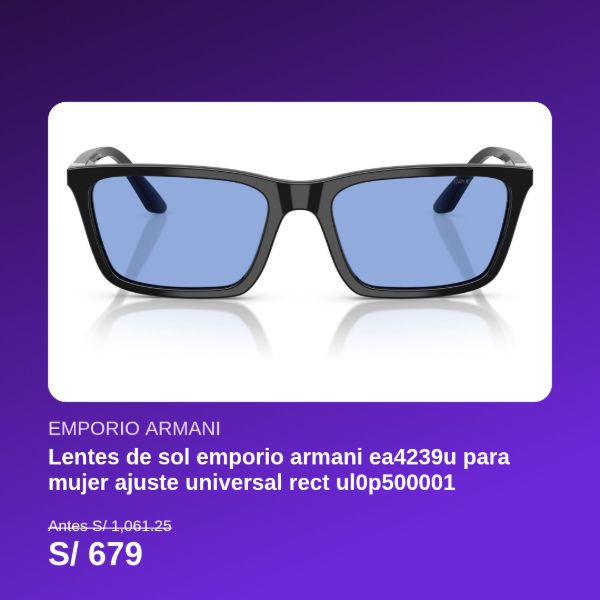 EMPORIO ARMANI
Lentes de sol emporio armani ea4239u para
mujer ajuste universal rect ul0p500001
Antes S/ 1,061.25
S/ 679